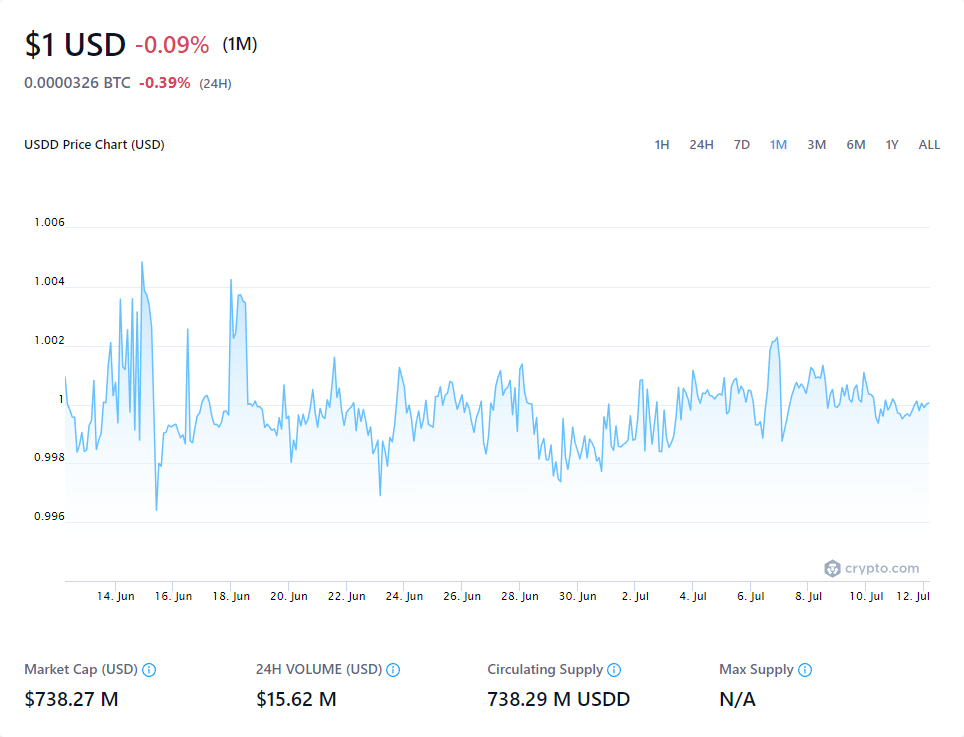 $1 USD -0.09% (1M)
0.0000326 BTC -0.39% (24H)
USDD Price Chart (USD) 1H 24H 7D 1M 3M 6M 1Y ALL
1.006
1.004
1.002
1
0.998
0.996
crypto.com
14. Jun 16. Jun 18. Jun 20. Jun 22. Jun 24. Jun 26. Jun 28. Jun 30. Jun 2. Jul 4. Jul 6. Jul 8. Jul 10. Jul 12. Jul
Market Cap (USD) 24H VOLUME (USD) Circulating Supply Max Supply
$738.27 M $15.62 M 738.29 M USDD N/A